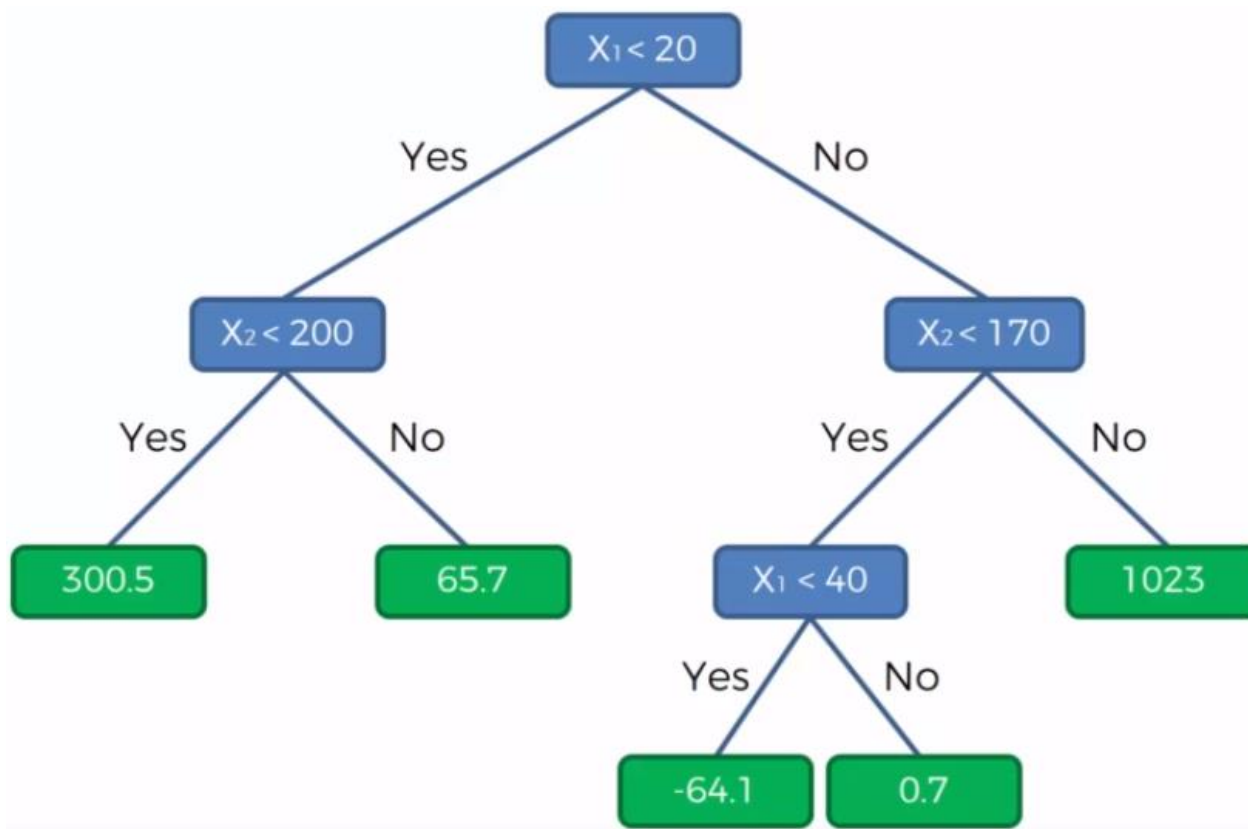 X₁ < 20
Yes
No
X₂ < 200
X₂ < 170
Yes
No
Yes
No
300.5
65.7
X₁ < 40
1023
Yes
No
-64.1
0.7